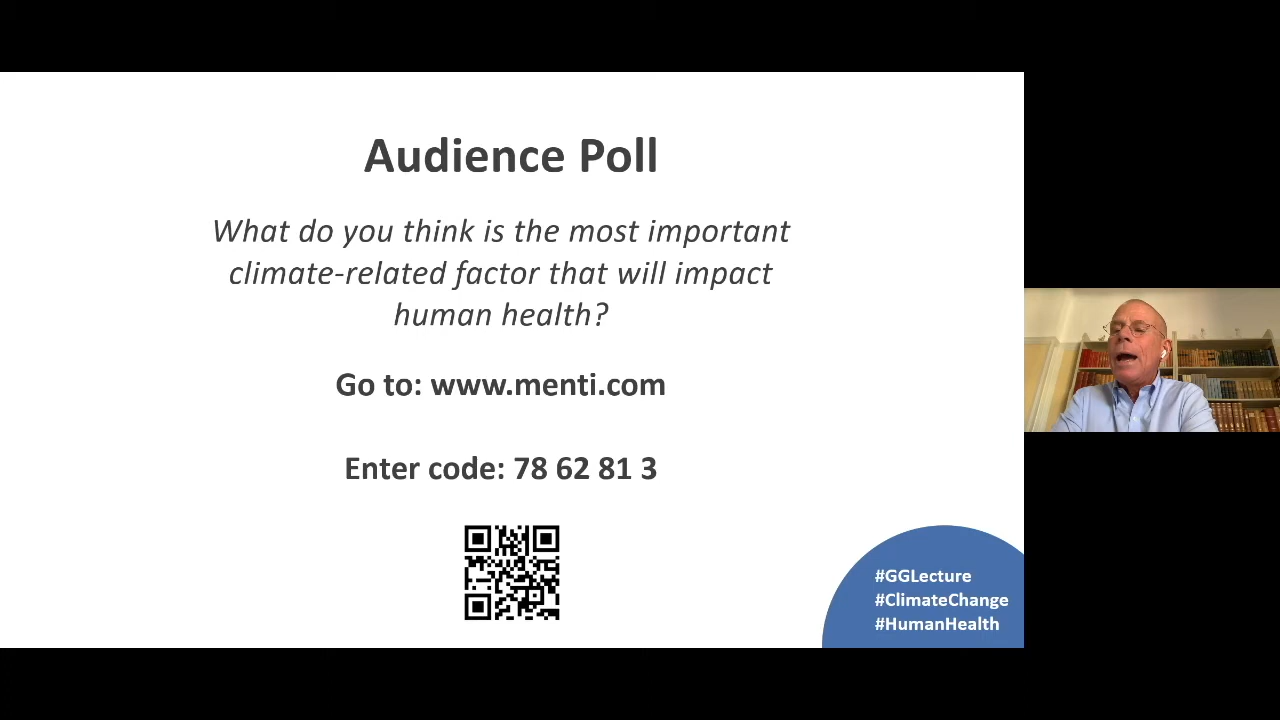 Audience Poll
What do you think is the most important
climate-related factor that will impact
human health?
Go to: www.menti.com
Enter code: 78 62 81 3
#GGLecture
#ClimateChange
#HumanHealth